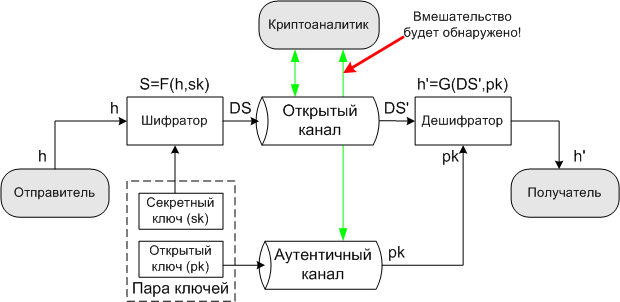 Криптоаналитик
Вмешательство
будет обнаружено!
S=F(h,sk)
h'=G(DS',pk)
h
Шифратор
DS
Открытый
канал
DS'
Дешифратор
h
pk
h'
Отправитель
Секретный
ключ (sk)
Получатель
Открытый
ключ (pk)
Аутентичный
канал
pk
Пара ключей